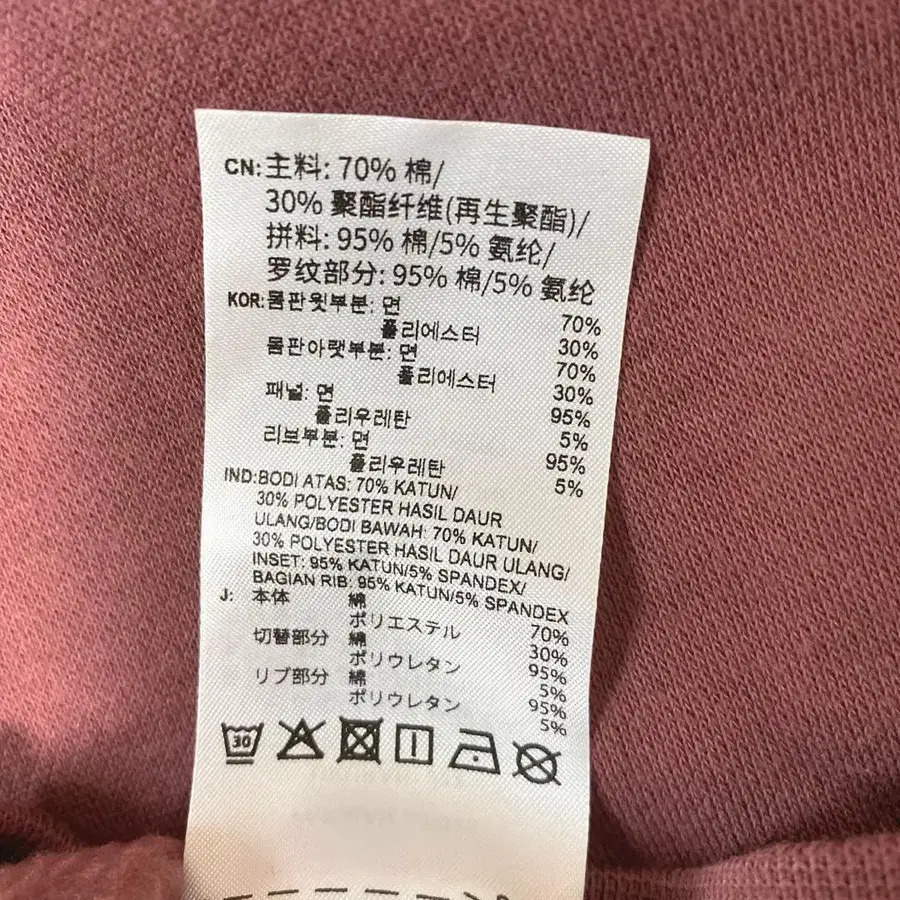 CN: 主料: 70% 棉/
30% 聚酯纤维(再生聚酯)/
拼料: 95% 棉/5% 氨纶/
罗纹部分: 95% 棉/5% 氨纶
KOR: 몸판윗부분: 면 70%
폴리에스터 30%
몸판아랫부분: 면 70%
폴리에스터 30%
패널: 면 95%
폴리우레탄 5%
리브부분: 면 95%
폴리우레탄 5%
IND: BODI ATAS: 70% KATUN/
30% POLYESTER HASIL DAUR
ULANG/BODI BAWAH: 70% KATUN/
30% POLYESTER HASIL DAUR ULANG/
INSET: 95% KATUN/5% SPANDEX/
BAGIAN RIB: 95% KATUN/5% SPANDEX
J: 本体 綿 70%
ポリエステル 30%
切替部分 綿 95%
ポリウレタン 5%
リブ部分 綿 95%
ポリウレタン 5%
30